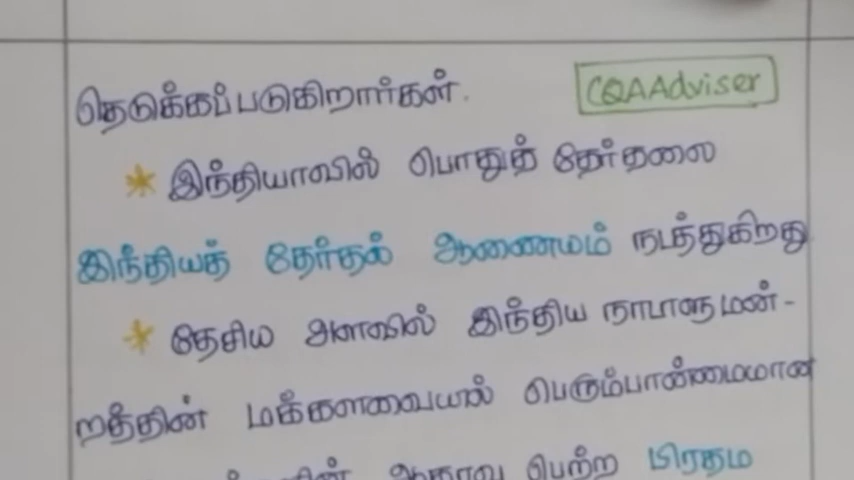 தெடுக்கப்படுகிறார்கள். CQAAdviser
* இந்தியாவில் பொதுத் தேர்தலை
இந்தியத் தேர்தல் ஆணையம் நடத்துகிறது
* தேசிய அளவில் இந்திய நாடாளுமன்-
றத்தின் மக்களவையில் பெரும்பான்மையான
ஆதரவு பெற்ற பிரதம